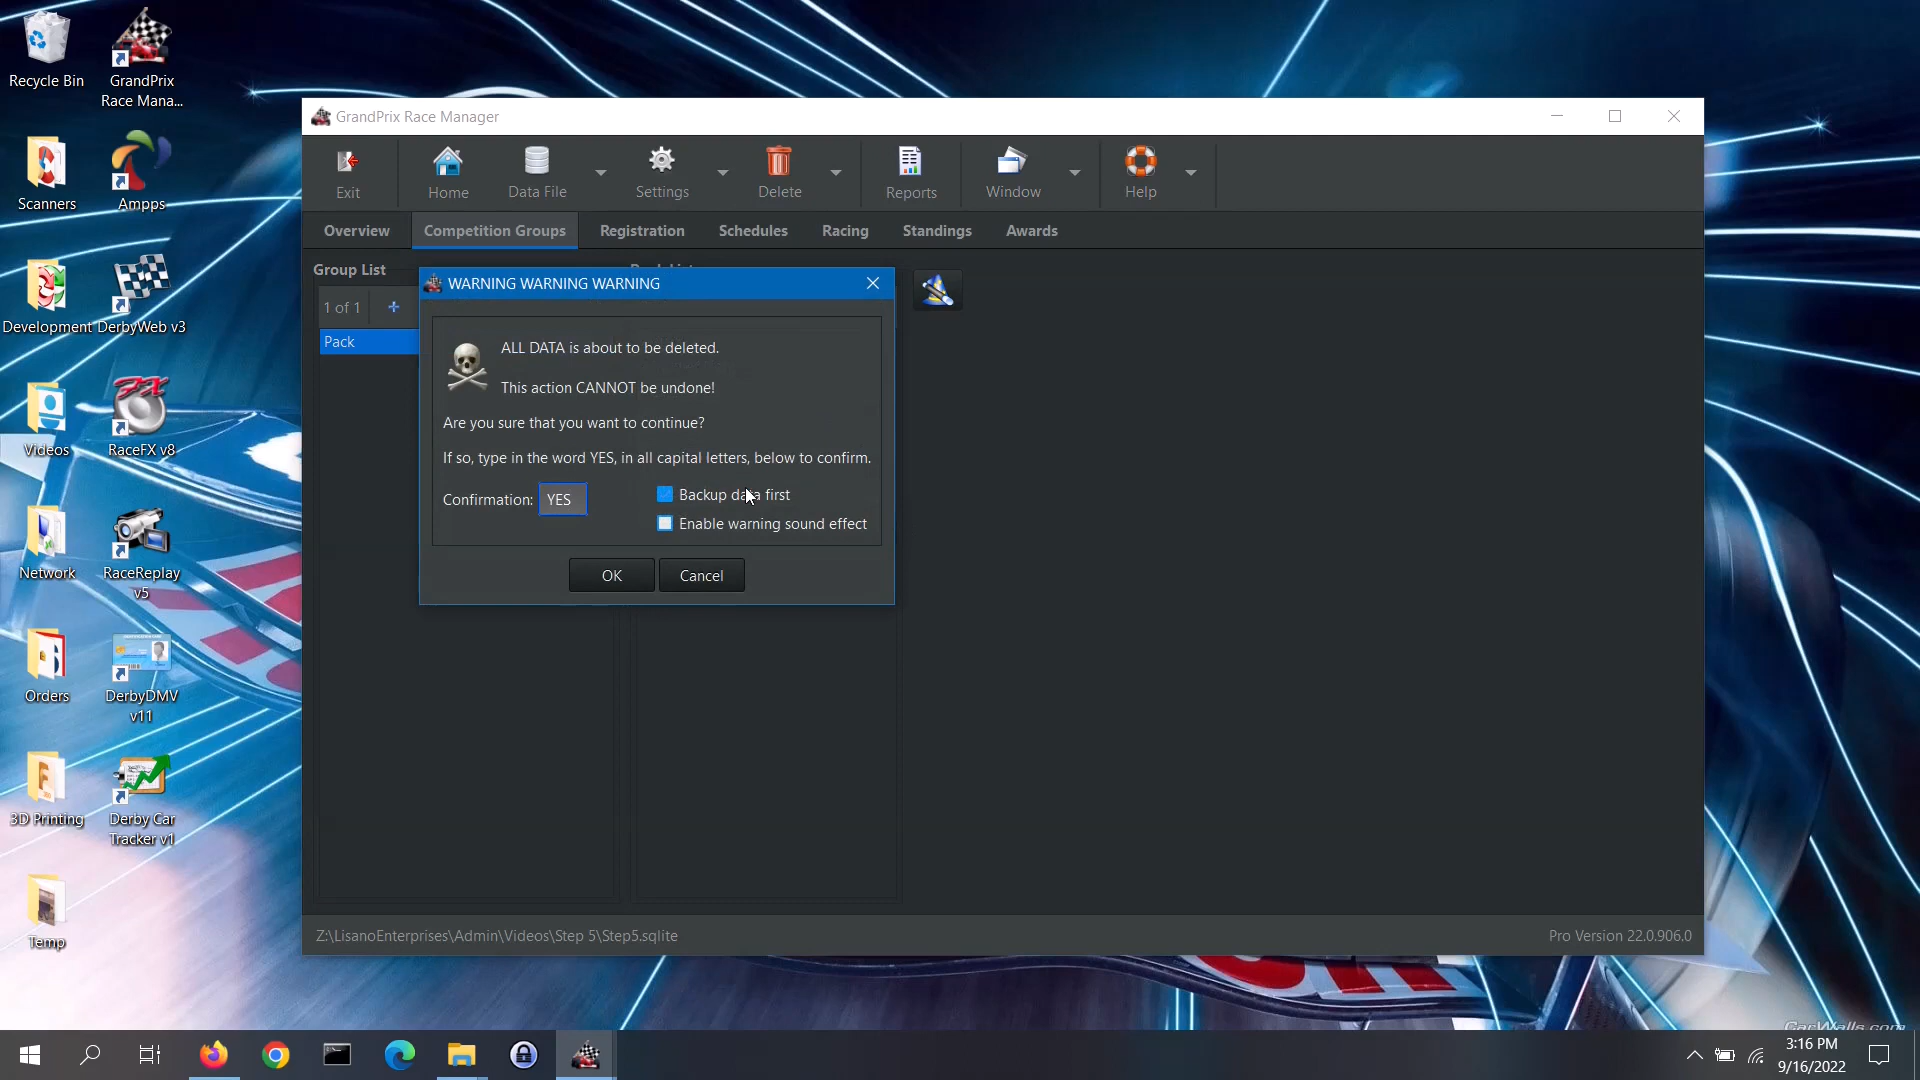 Recycle Bin
GrandPrix
Race Mana...
Scanners
Ampps
Development
DerbyWeb v3
Videos
RaceFX v8
Network
RaceReplay
v5
Orders
DerbyDMV
v11
3D Printing
Derby Car
Tracker v1
Temp
GrandPrix Race Manager
Exit
Home
Data File
Settings
Delete
Reports
Window
Help
Overview
Competition Groups
Registration
Schedules
Racing
Standings
Awards
Group List
1 of 1
Pack
WARNING WARNING WARNING
ALL DATA is about to be deleted.
This action CANNOT be undone!
Are you sure that you want to continue?
If so, type in the word YES, in all capital letters, below to confirm.
Confirmation: YES
Backup data first
Enable warning sound effect
OK
Cancel
Z:\LisanoEnterprises\Admin\Videos\Step 5\Step5.sqlite
Pro Version 22.0.906.0
CarWalls.com
3:16 PM
9/16/2022